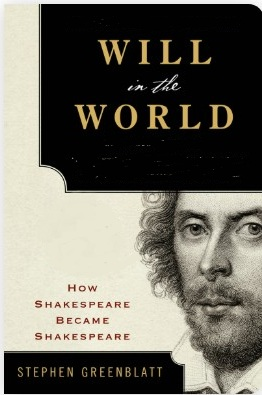 WILL
in the
WORLD
HOW
SHAKESPEARE
BECAME
SHAKESPEARE
STEPHEN GREENBLATT